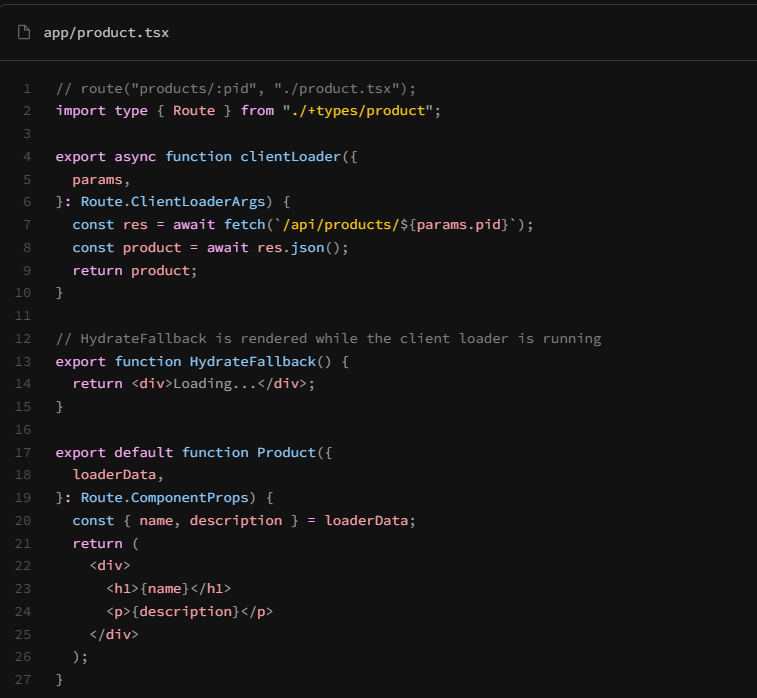 app/product.tsx
1 // route("products/:pid", "./product.tsx");
2 import type { Route } from "./+types/product";
3
4 export async function clientLoader({
5   params,
6 }: Route.ClientLoaderArgs) {
7   const res = await fetch(`/api/products/${params.pid}`);
8   const product = await res.json();
9   return product;
10 }
11
12 // HydrateFallback is rendered while the client loader is running
13 export function HydrateFallback() {
14   return <div>Loading...</div>;
15 }
16
17 export default function Product({
18   loaderData,
19 }: Route.ComponentProps) {
20   const { name, description } = loaderData;
21   return (
22     <div>
23       <h1>{name}</h1>
24       <p>{description}</p>
25     </div>
26   );
27 }